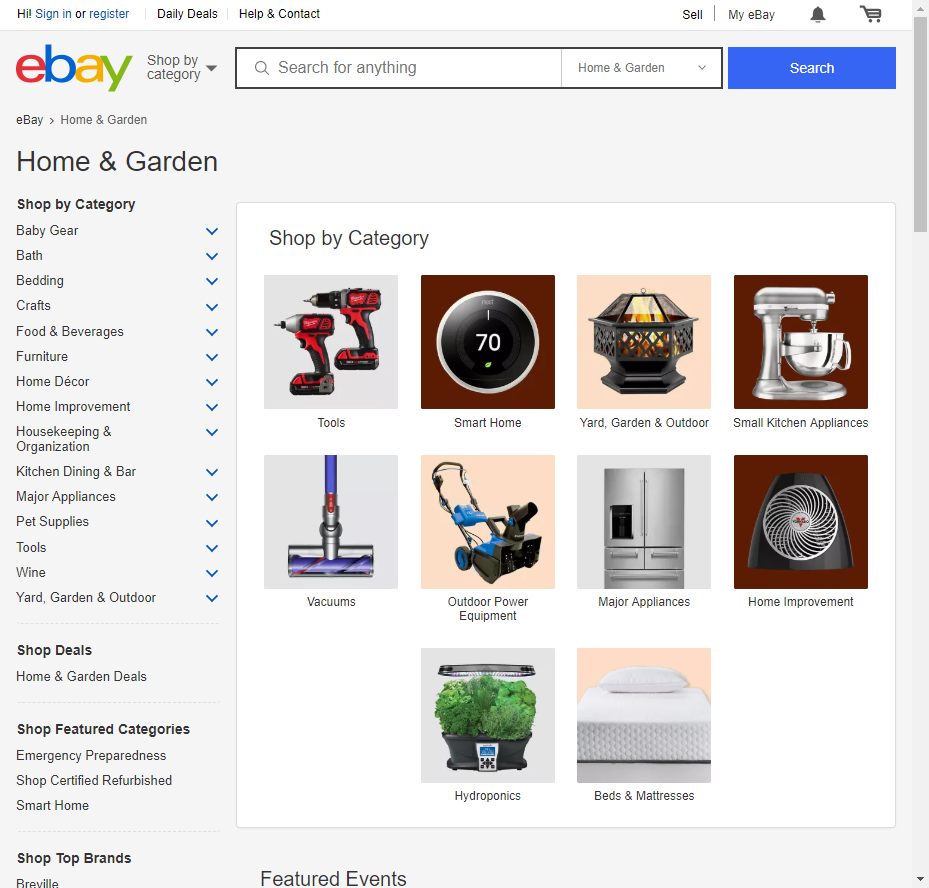 Hi! Sign in or register
Daily Deals
Help & Contact
Sell
My eBay
ebay
Shop by
category
Search for anything
Home & Garden
Search
eBay
Home & Garden
Home & Garden
Shop by Category
Baby Gear
Bath
Bedding
Crafts
Food & Beverages
Furniture
Home Décor
Home Improvement
Housekeeping &
Organization
Kitchen Dining & Bar
Major Appliances
Pet Supplies
Tools
Wine
Yard, Garden & Outdoor
Shop Deals
Home & Garden Deals
Shop Featured Categories
Emergency Preparedness
Shop Certified Refurbished
Smart Home
Shop Top Brands
Breville
Shop by Category
Tools
nest
70
Smart Home
Yard, Garden & Outdoor
Small Kitchen Appliances
Vacuums
Outdoor Power
Equipment
Major Appliances
Home Improvement
Hydroponics
Beds & Mattresses
Featured Events